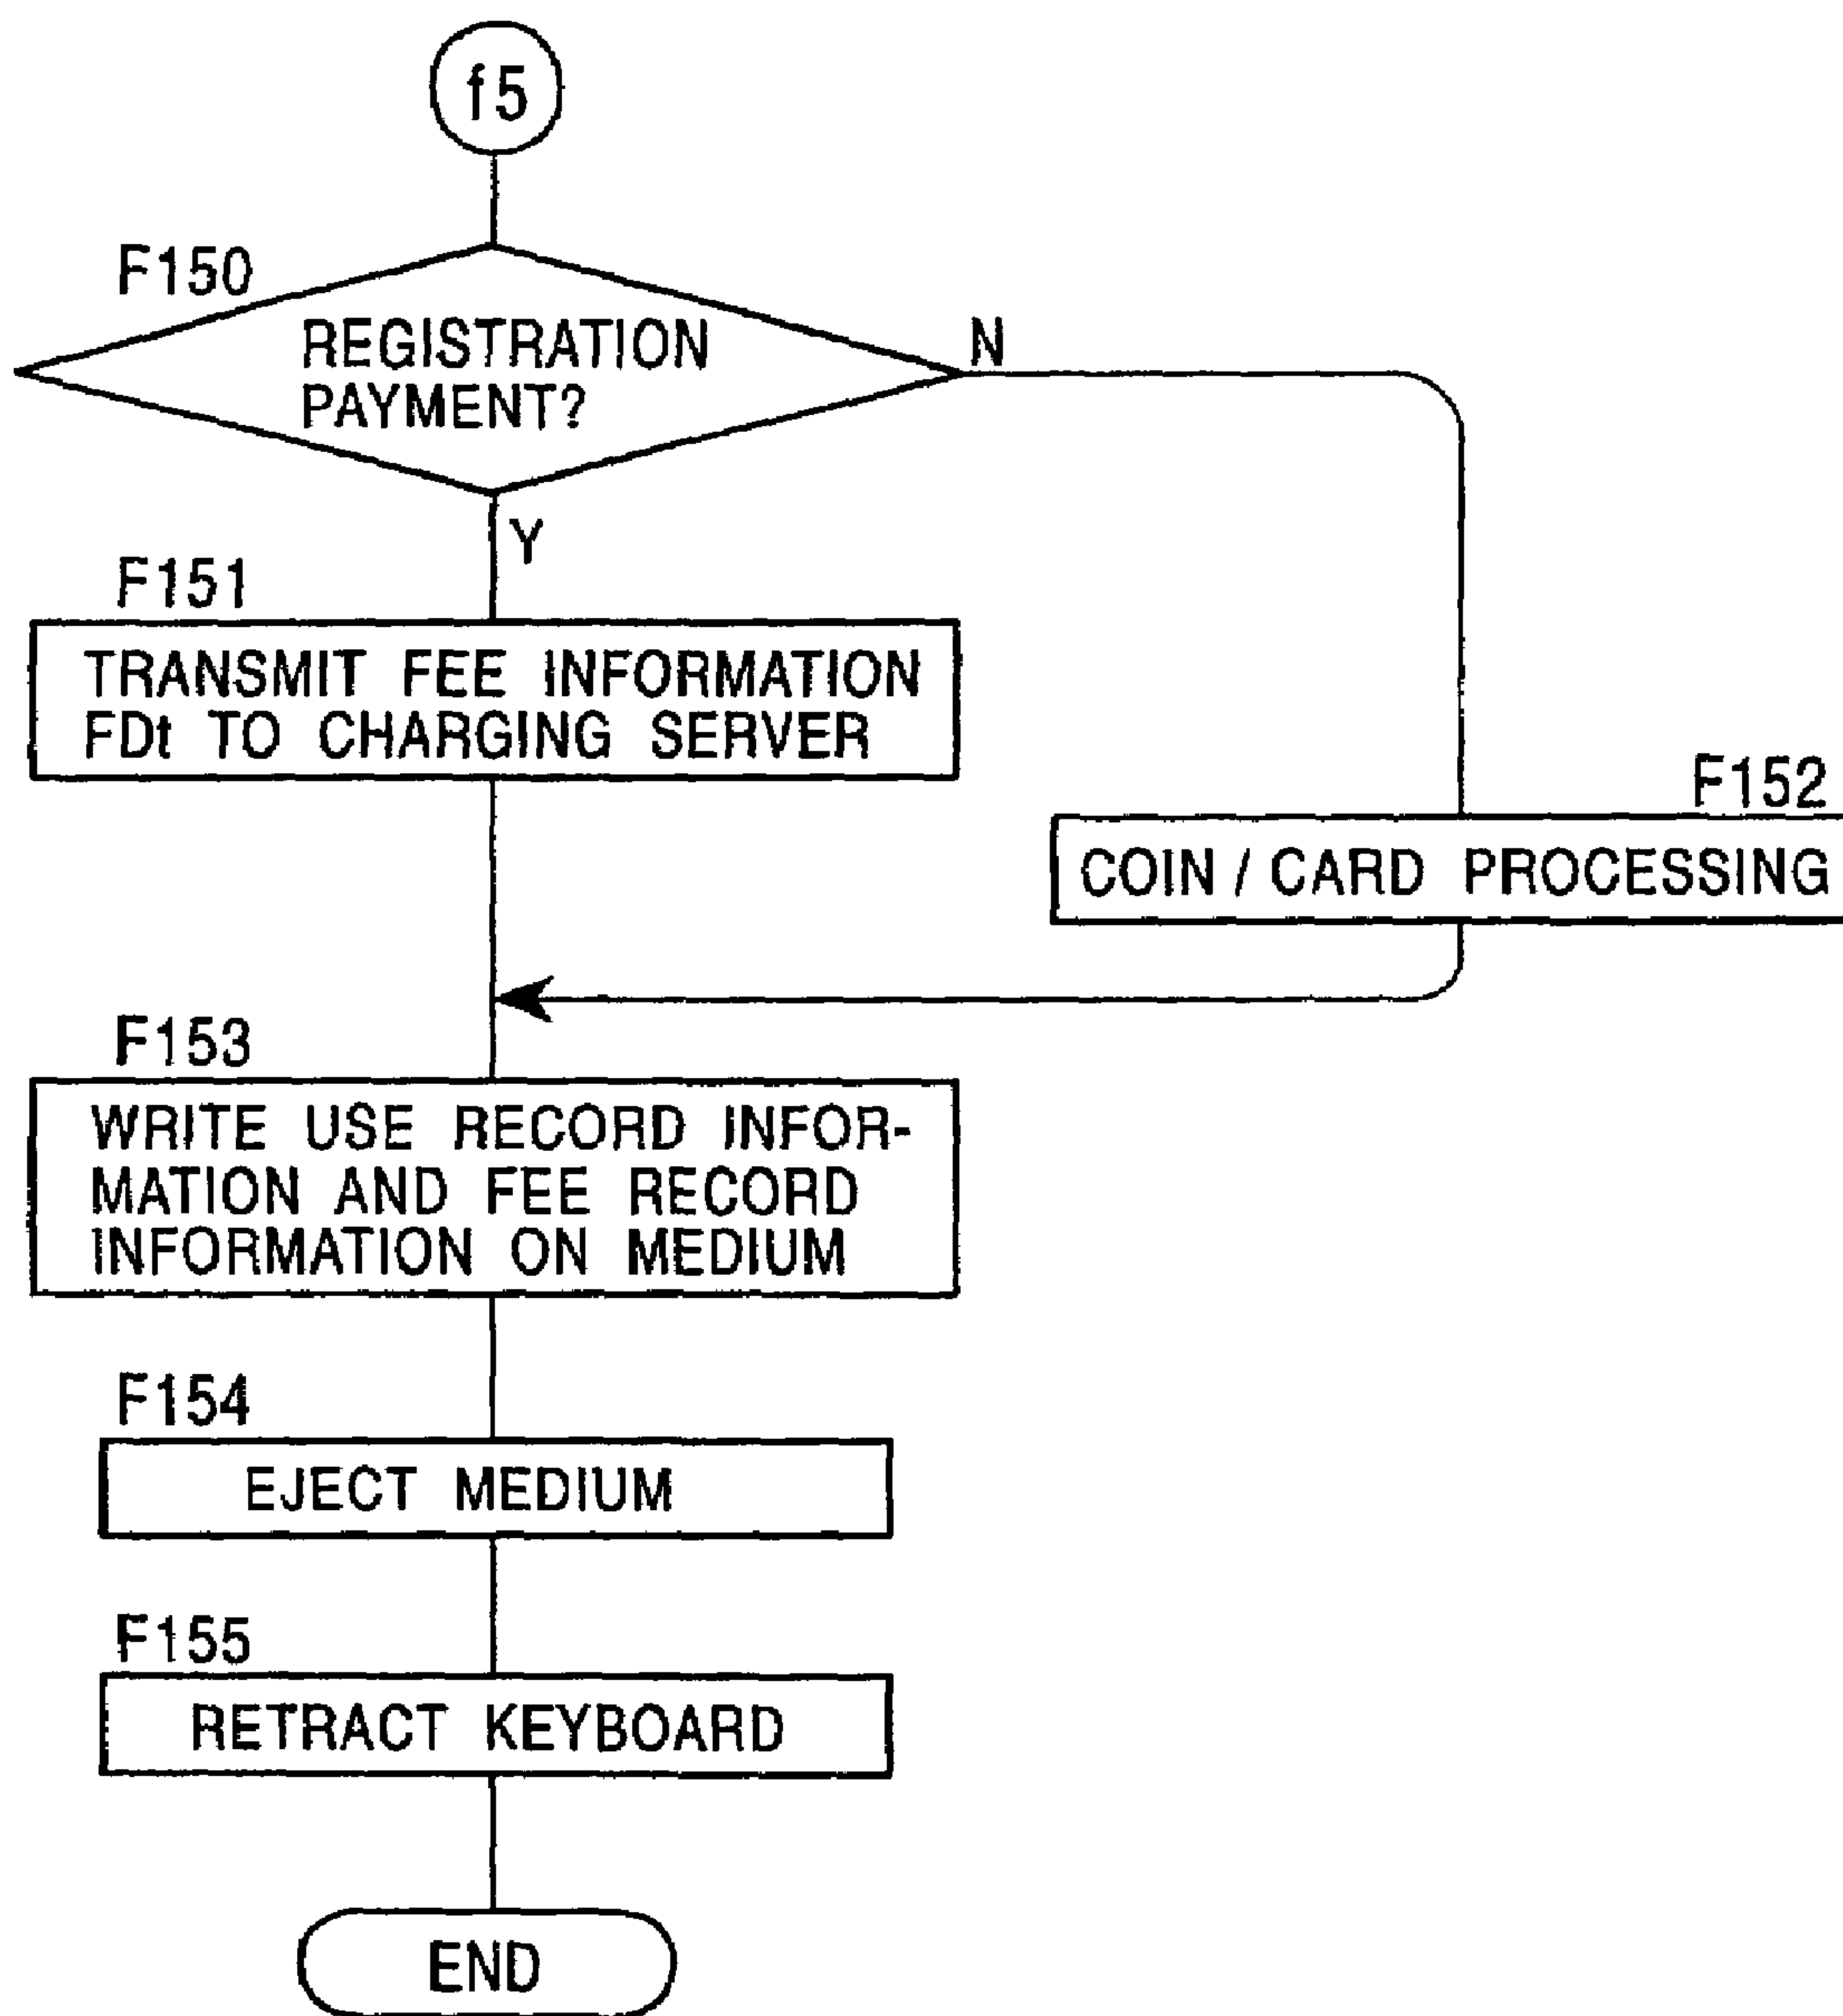 f5
F150
REGISTRATION
PAYMENT?
N
Y
F151
TRANSMIT FEE INFORMATION
FDt TO CHARGING SERVER
F152
COIN / CARD PROCESSING
F153
WRITE USE RECORD INFOR-
MATION AND FEE RECORD
INFORMATION ON MEDIUM
F154
EJECT MEDIUM
F155
RETRACT KEYBOARD
END